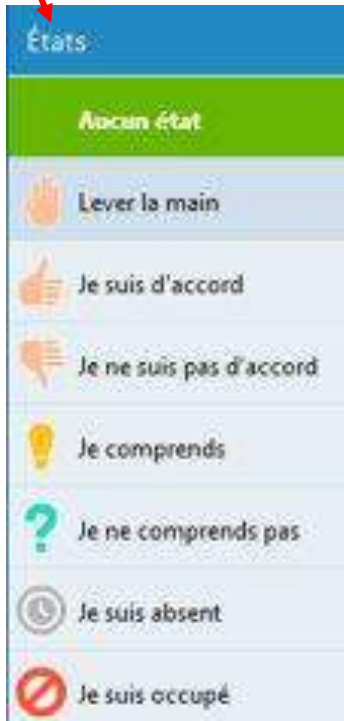 États
Aucun état
Lever la main
Je suis d'accord
Je ne suis pas d'accord
Je comprends
Je ne comprends pas
Je suis absent
Je suis occupé